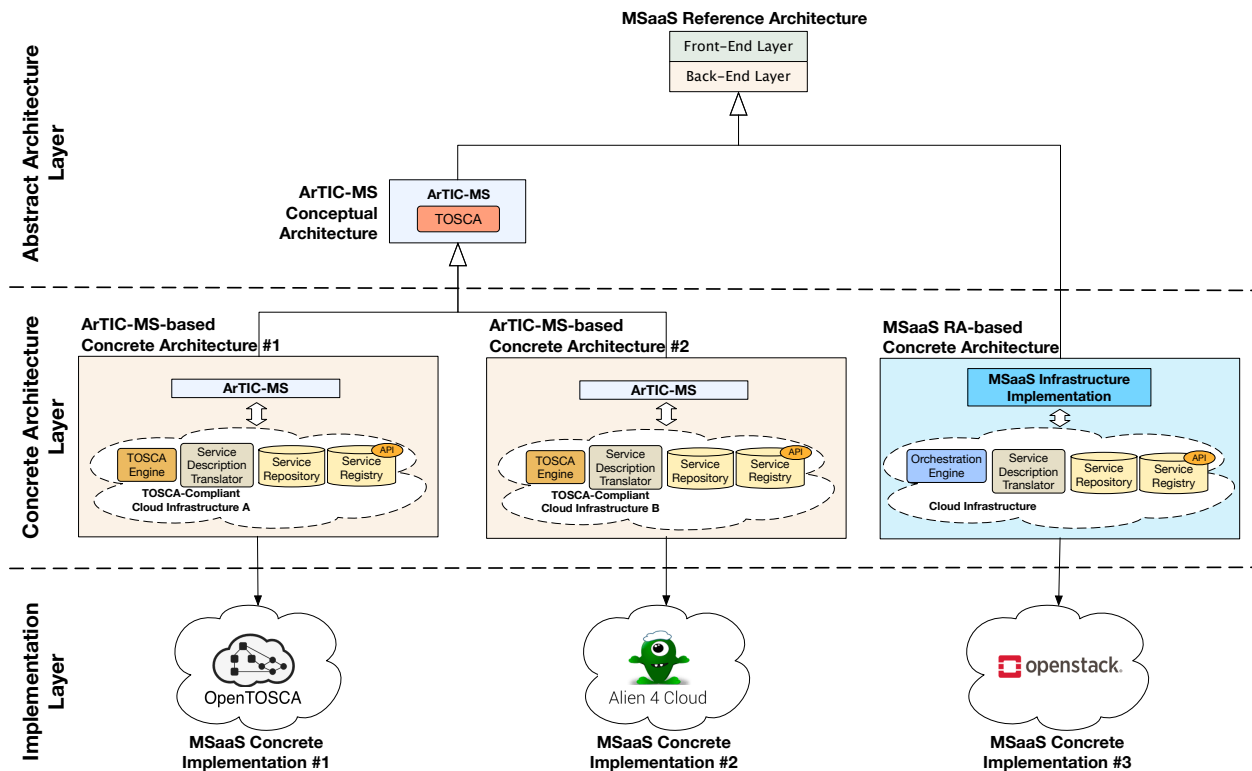 MSaaS Reference Architecture
Front-End Layer
Back-End Layer
Abstract Architecture
Layer
ArTIC-MS
Conceptual
Architecture
ArTIC-MS
TOSCA
Concrete Architecture
Layer
ArTIC-MS-based
Concrete Architecture #1
ArTIC-MS
TOSCA
Engine
Service
Description
Translator
Service
Repository
Service
Registry
API
TOSCA-Compliant
Cloud Infrastructure A
ArTIC-MS-based
Concrete Architecture #2
ArTIC-MS
TOSCA
Engine
Service
Description
Translator
Service
Repository
Service
Registry
API
TOSCA-Compliant
Cloud Infrastructure B
MSaaS RA-based
Concrete Architecture
MSaaS Infrastructure
Implementation
Orchestration
Engine
Service
Description
Translator
Service
Repository
Service
Registry
API
Cloud Infrastructure
Implementation
Layer
OpenTOSCA
MSaaS Concrete
Implementation #1
Alien 4 Cloud
MSaaS Concrete
Implementation #2
openstack.
MSaaS Concrete
Implementation #3